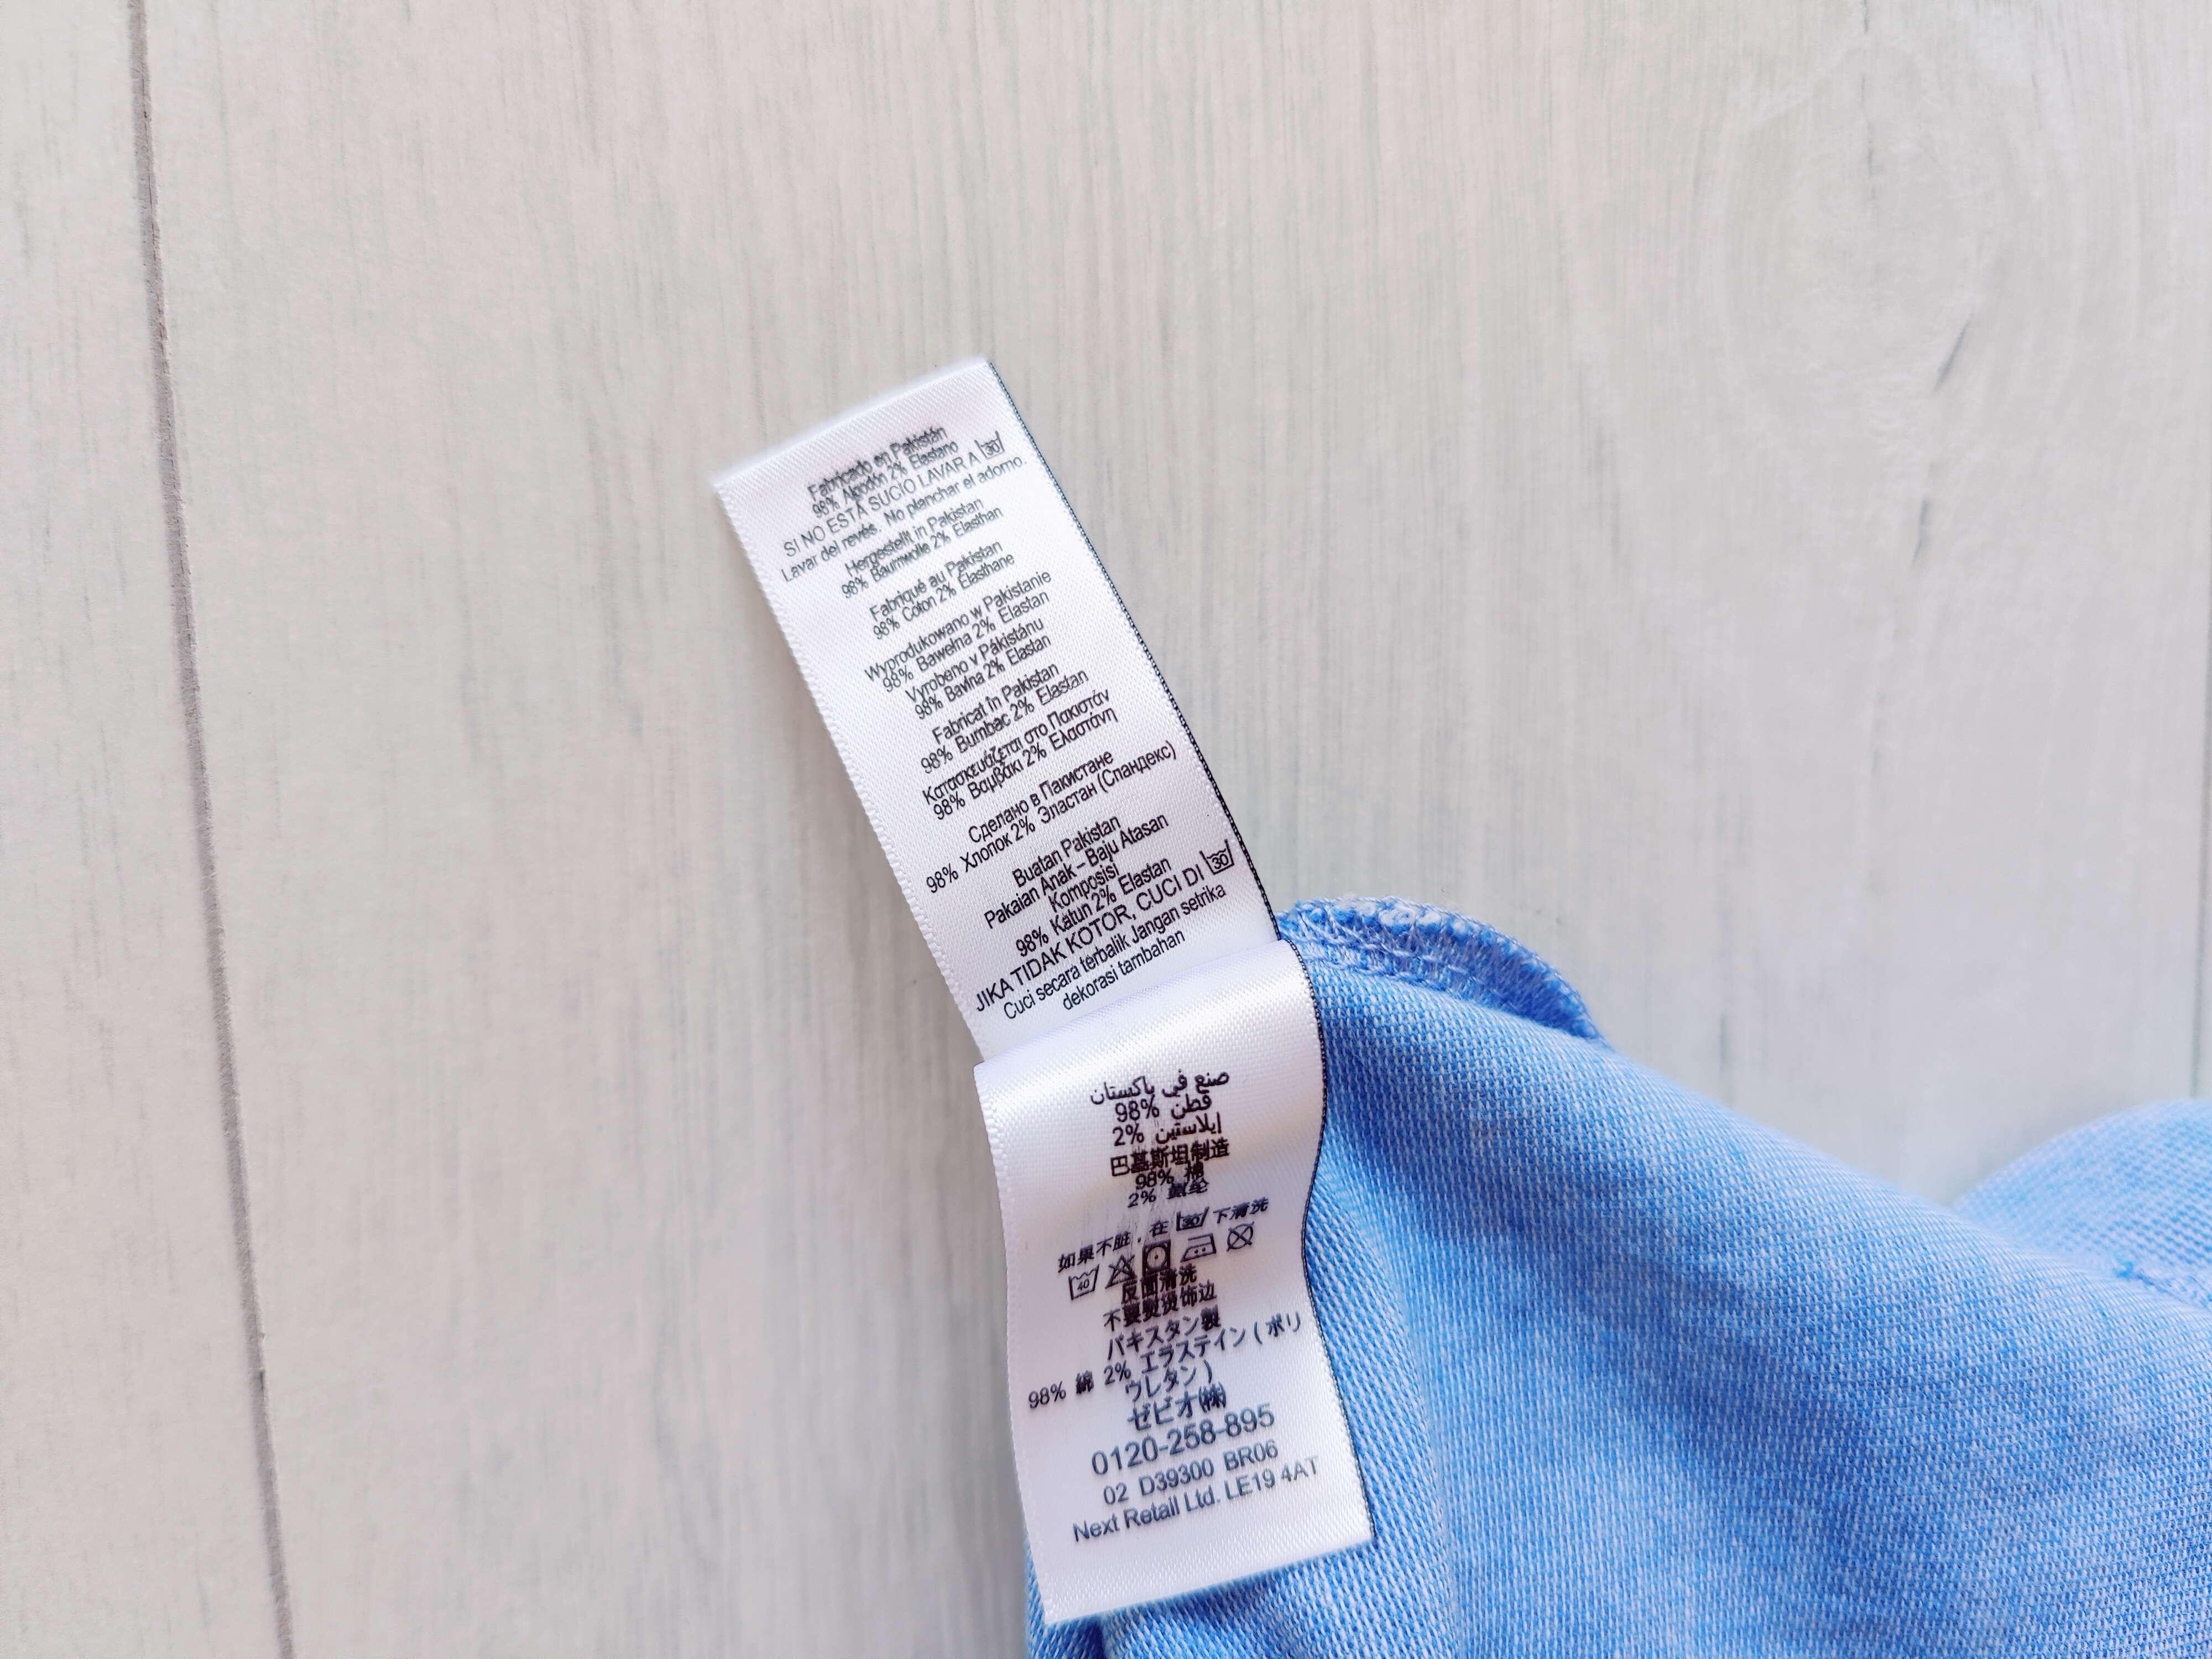 Fabricado en Pakistán
98% Algodón 2% Elastano
SI NO ESTÁ SUCIO LAVAR A 30
Lavar del revés. No planchar el adorno.
Hergestellt in Pakistan
98% Baumwolle 2% Elasthan
Fabriqué au Pakistan
98% Coton 2% Élasthane
Wyprodukowano w Pakistanie
98% Bawełna 2% Elastan
Vyrobeno v Pákistánu
98% Bavlna 2% Elastan
Fabricat în Pakistan
98% Bumbac 2% Elastan
Κατασκευάζεται στο Πακιστάν
98% Βαμβάκι 2% Ελαστάνη
Сделано в Пакистане
98% Хлопок 2% Эластан (Спандекс)
Buatan Pakistan
Pakaian Anak – Baju Atasan
Komposisi
98% Katun 2% Elastan
JIKA TIDAK KOTOR, CUCI DI 30
Cuci secara terbalik Jangan setrika
dekorasi tambahan
صنع في باكستان
98% قطن
2% إيلاستين
巴基斯坦制造
98% 棉
2% 氨纶
如果不脏，在 30 下清洗
40
反面清洗
不要熨烫饰边
パキスタン製
98% 綿 2% エラステイン ( ポリ
ウレタン )
ゼビオ㈱
0120-258-895
02 D39300 BR06
Next Retail Ltd. LE19 4AT